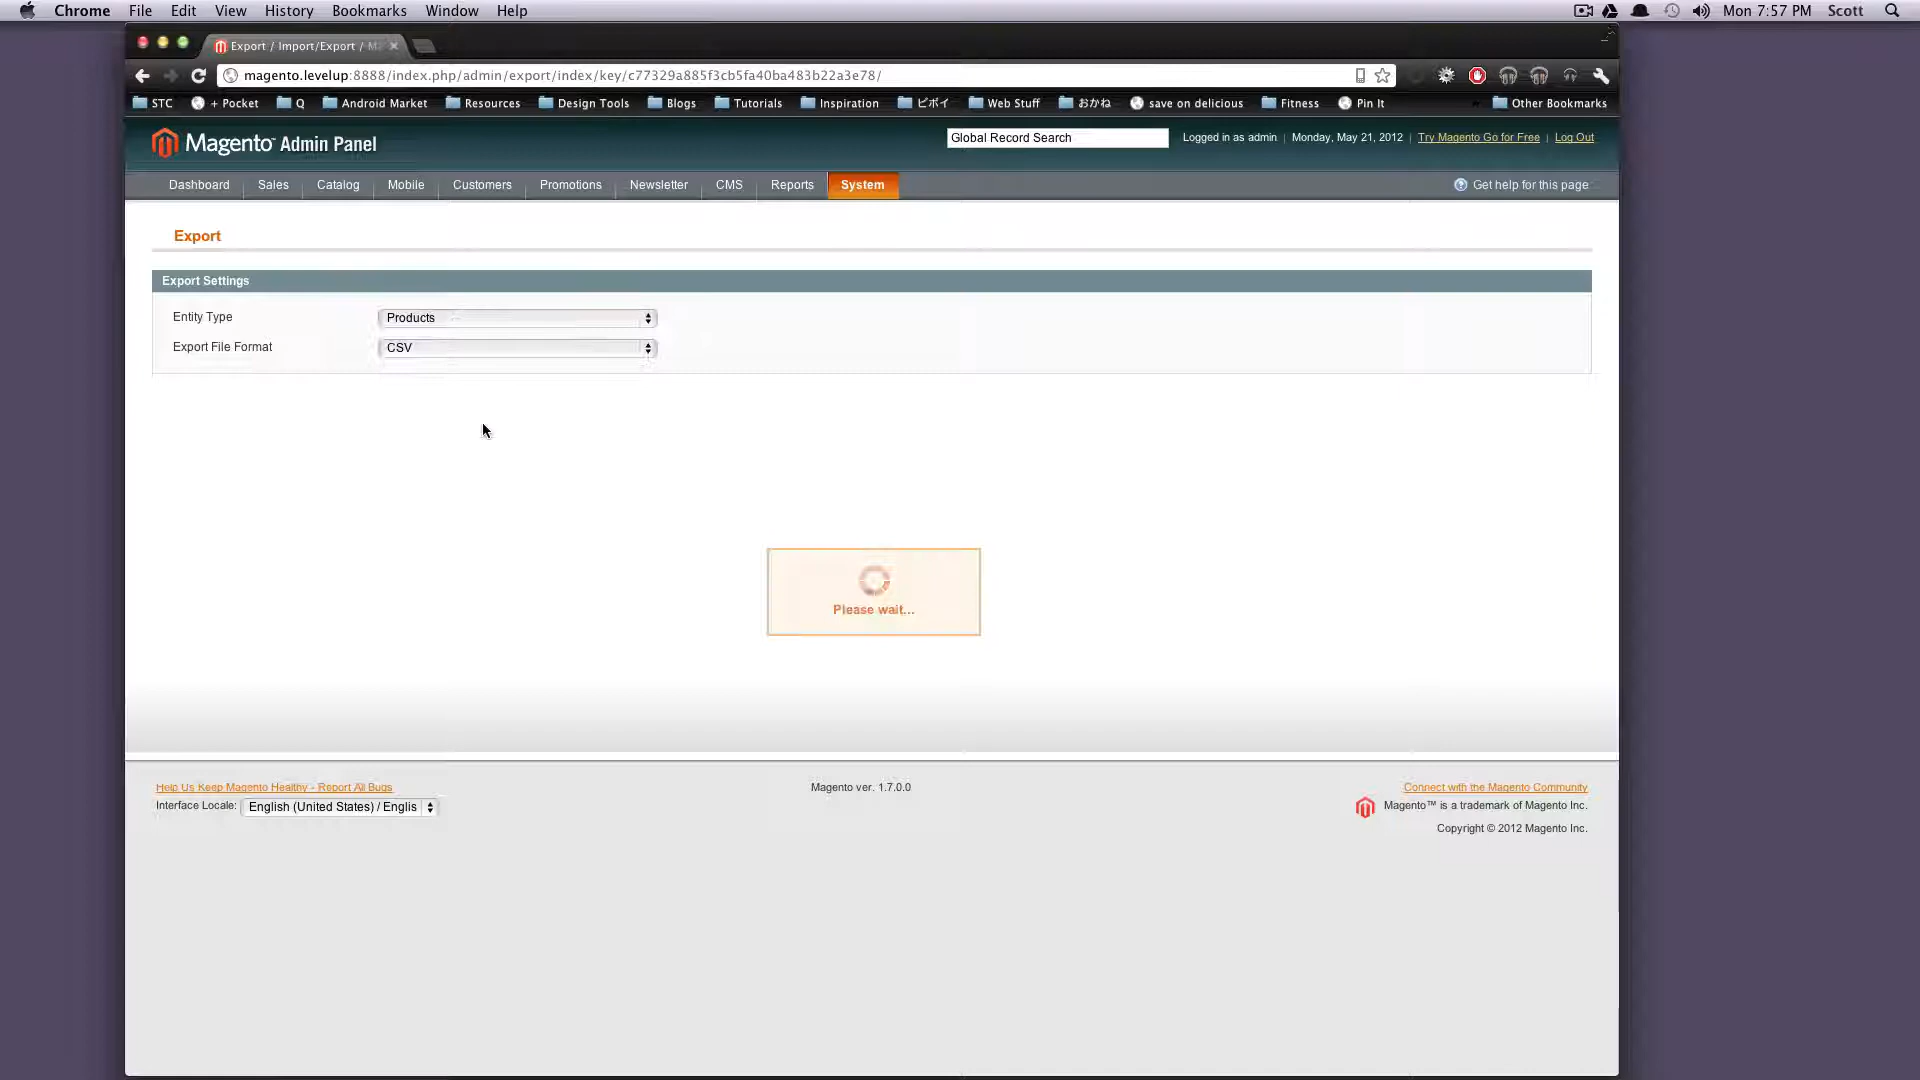 Chrome File Edit View History Bookmarks Window Help Mon 7:57 PM Scott
Export / Import/Export / M
magento.levelup:8888/index.php/admin/export/index/key/c77329a885f3cb5fa40ba483b22a3e78/
STC + Pocket Q Android Market Resources Design Tools Blogs Tutorials Inspiration ビボイ Web Stuff おかね save on delicious Fitness Pin It Other Bookmarks
Magento™ Admin Panel Global Record Search Logged in as admin | Monday, May 21, 2012 | Try Magento Go for Free | Log Out
Dashboard Sales Catalog Mobile Customers Promotions Newsletter CMS Reports System Get help for this page
Export
Export Settings
Entity Type Products
Export File Format CSV
Please wait...
Help Us Keep Magento Healthy - Report All Bugs Magento ver. 1.7.0.0 Connect with the Magento Community
Interface Locale: English (United States) / Englis Magento™ is a trademark of Magento Inc.
Copyright © 2012 Magento Inc.